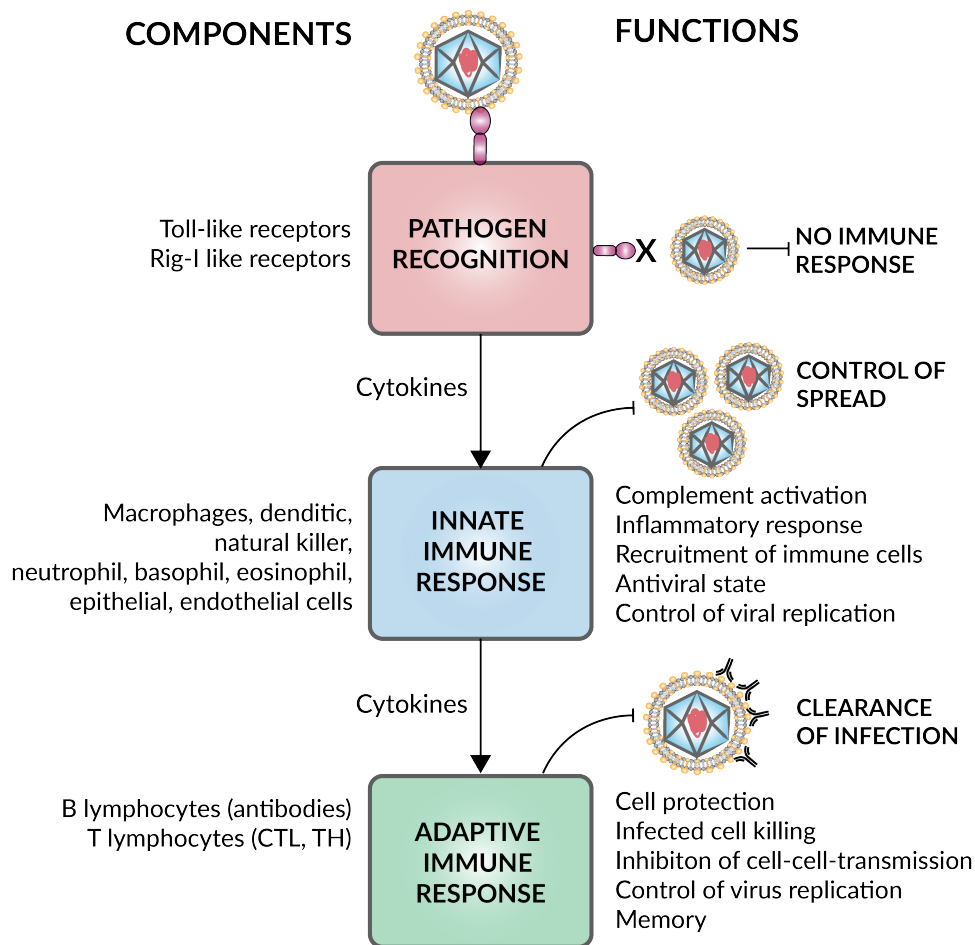 COMPONENTS
FUNCTIONS
Toll-like receptors
Rig-I like receptors
PATHOGEN
RECOGNITION
X
NO IMMUNE
RESPONSE
Cytokines
CONTROL OF
SPREAD
Macrophages, denditic,
natural killer,
neutrophil, basophil, eosinophil,
epithelial, endothelial cells
INNATE
IMMUNE
RESPONSE
Complement activation
Inflammatory response
Recruitment of immune cells
Antiviral state
Control of viral replication
Cytokines
CLEARANCE
OF INFECTION
B lymphocytes (antibodies)
T lymphocytes (CTL, TH)
ADAPTIVE
IMMUNE
RESPONSE
Cell protection
Infected cell killing
Inhibiton of cell-cell-transmission
Control of virus replication
Memory